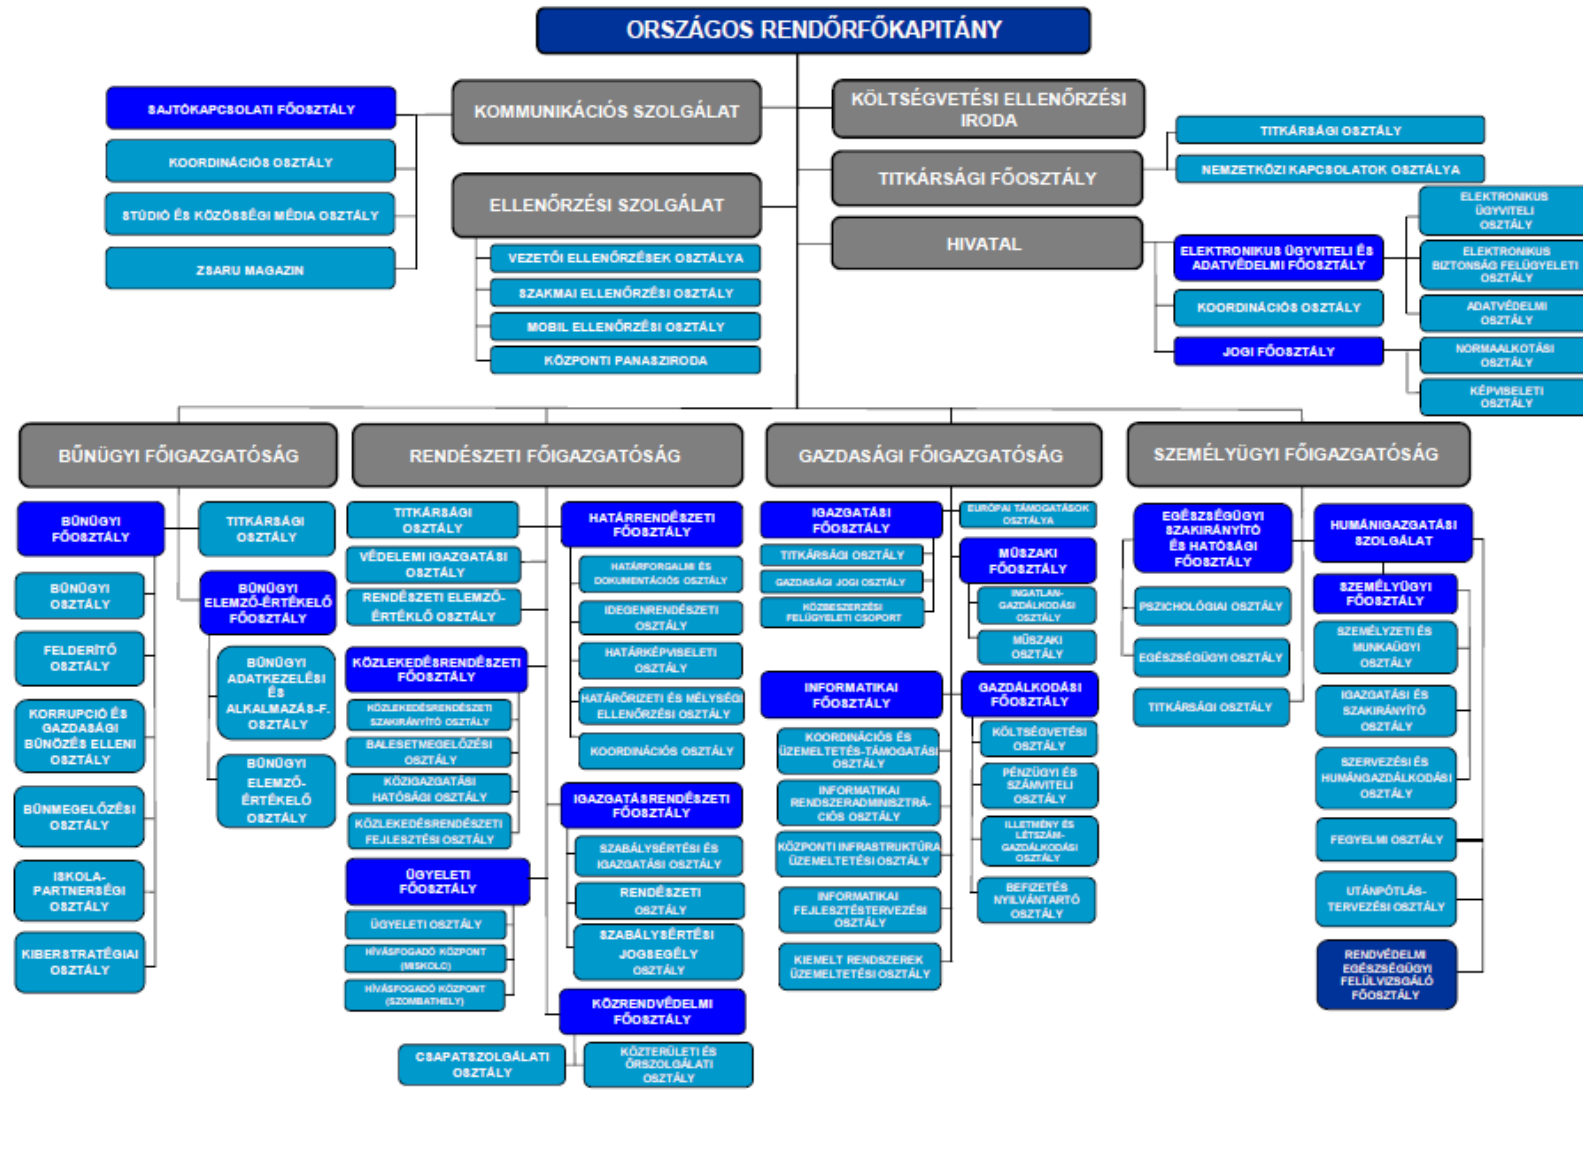 ORSZÁGOS RENDŐRFŐKAPITÁNY
SAJTÓKAPCSOLATI FŐOSZTÁLY
KOORDINÁCIÓS OSZTÁLY
STÚDIÓ ÉS KÖZÖSSÉGI MÉDIA OSZTÁLY
ZSARU MAGAZIN
KOMMUNIKÁCIÓS SZOLGÁLAT
ELLENŐRZÉSI SZOLGÁLAT
VEZETŐI ELLENŐRZÉSEK OSZTÁLYA
SZAKMAI ELLENŐRZÉSI OSZTÁLY
MOBIL ELLENŐRZÉSI OSZTÁLY
KÖZPONTI PANASZIRODA
KÖLTSÉGVETÉSI ELLENŐRZÉSI
IRODA
TITKÁRSÁGI FŐOSZTÁLY
TITKÁRSÁGI OSZTÁLY
NEMZETKÖZI KAPCSOLATOK OSZTÁLYA
HIVATAL
ELEKTRONIKUS ÜGYVITELI ÉS
ADATVÉDELMI FŐOSZTÁLY
KOORDINÁCIÓS OSZTÁLY
JOGI FŐOSZTÁLY
ELEKTRONIKUS
ÜGYVITELI
OSZTÁLY
ELEKTRONIKUS
BIZTONSÁG FELÜGYELETI
OSZTÁLY
ADATVÉDELMI
OSZTÁLY
NORMAALKOTÁSI
OSZTÁLY
KÉPVISELETI
OSZTÁLY
BŰNÜGYI FŐIGAZGATÓSÁG
BŰNÜGYI
FŐOSZTÁLY
BŰNÜGYI
OSZTÁLY
FELDERÍTŐ
OSZTÁLY
KORRUPCIÓ ÉS
GAZDASÁGI
BŰNÖZÉS ELLENI
OSZTÁLY
BŰNMEGELŐZÉSI
OSZTÁLY
ISKOLA-
PARTNERSÉGI
OSZTÁLY
KIBERSTRATÉGIAI
OSZTÁLY
TITKÁRSÁGI
OSZTÁLY
BŰNÜGYI
ELEMZŐ-ÉRTÉKELŐ
FŐOSZTÁLY
BŰNÜGYI
ADATKEZELÉSI
ÉS
ALKALMAZÁS-F.
OSZTÁLY
BŰNÜGYI
ELEMZŐ-
ÉRTÉKELŐ
OSZTÁLY
RENDÉSZETI FŐIGAZGATÓSÁG
TITKÁRSÁGI
OSZTÁLY
VÉDELEMI IGAZGATÁSI
OSZTÁLY
RENDÉSZETI ELEMZŐ-
ÉRTÉKLŐ OSZTÁLY
KÖZLEKEDÉSRENDÉSZETI
FŐOSZTÁLY
KÖZLEKEDÉSRENDÉSZETI
SZAKIRÁNYÍTÓ OSZTÁLY
BALESETMEGELŐZÉSI
OSZTÁLY
KÖZIGAZGATÁSI
HATÓSÁGI OSZTÁLY
KÖZLEKEDÉSRENDÉSZETI
FEJLESZTÉSI OSZTÁLY
ÜGYELETI
FŐOSZTÁLY
ÜGYELETI OSZTÁLY
HÍVÁSFOGADÓ KÖZPONT
(MISKOLC)
HÍVÁSFOGADÓ KÖZPONT
(SZOMBATHELY)
HATÁRRENDÉSZETI
FŐOSZTÁLY
HATÁRFORGALMI ÉS
DOKUMENTÁCIÓS OSZTÁLY
IDEGENRENDÉSZETI
OSZTÁLY
HATÁRKÉPVISELETI
OSZTÁLY
HATÁRŐRIZETI ÉS MÉLYSÉGI
ELLENŐRZÉSI OSZTÁLY
KOORDINÁCIÓS OSZTÁLY
IGAZGATÁSRENDÉSZETI
FŐOSZTÁLY
SZABÁLYSÉRTÉSI ÉS
IGAZGATÁSI OSZTÁLY
RENDÉSZETI
OSZTÁLY
SZABÁLYSÉRTÉSI
JOGSEGÉLY
OSZTÁLY
KÖZRENDVÉDELMI
FŐOSZTÁLY
CSAPATSZOLGÁLATI
OSZTÁLY
KÖZTERÜLETI ÉS
ŐRSZOLGÁLATI
OSZTÁLY
GAZDASÁGI FŐIGAZGATÓSÁG
IGAZGATÁSI
FŐOSZTÁLY
TITKÁRSÁGI OSZTÁLY
GAZDASÁGI JOGI OSZTÁLY
KÖZBESZERZÉSI
FELÜGYELETI CSOPORT
INFORMATIKAI
FŐOSZTÁLY
KOORDINÁCIÓS ÉS
ÜZEMELTETÉS-TÁMOGATÁSI
OSZTÁLY
INFORMATIKAI
RENDSZERADMINISZTRÁ-
CIÓS OSZTÁLY
KÖZPONTI INFRASTRUKTÚRA
ÜZEMELTETÉSI OSZTÁLY
INFORMATIKAI
FEJLESZTÉSTERVEZÉSI
OSZTÁLY
KIEMELT RENDSZEREK
ÜZEMELTETÉSI OSZTÁLY
EURÓPAI TÁMOGATÁSOK
OSZTÁLYA
MŰSZAKI
FŐOSZTÁLY
INGATLAN-
GAZDÁLKODÁSI
OSZTÁLY
MŰSZAKI
OSZTÁLY
GAZDÁLKODÁSI
FŐOSZTÁLY
KÖLTSÉGVETÉSI
OSZTÁLY
PÉNZÜGYI ÉS
SZÁMVITELI
OSZTÁLY
ILLETMÉNY ÉS
LÉTSZÁM-
GAZDÁLKODÁSI
OSZTÁLY
BEFIZETÉS
NYILVÁNTARTÓ
OSZTÁLY
SZEMÉLYÜGYI FŐIGAZGATÓSÁG
EGÉSZSÉGÜGYI
SZAKIRÁNYÍTÓ
ÉS HATÓSÁGI
FŐOSZTÁLY
PSZICHOLÓGIAI OSZTÁLY
EGÉSZSÉGÜGYI OSZTÁLY
TITKÁRSÁGI OSZTÁLY
HUMÁNIGAZGATÁSI
SZOLGÁLAT
SZEMÉLYÜGYI
FŐOSZTÁLY
SZEMÉLYZETI ÉS
MUNKAÜGYI
OSZTÁLY
IGAZGATÁSI ÉS
SZAKIRÁNYÍTÓ
OSZTÁLY
SZERVEZÉSI ÉS
HUMÁNGAZDÁLKODÁSI
OSZTÁLY
FEGYELMI OSZTÁLY
UTÁNPÓTLÁS-
TERVEZÉSI OSZTÁLY
RENDVÉDELMI
EGÉSZSÉGÜGYI
FELÜLVIZSGÁLÓ
FŐOSZTÁLY